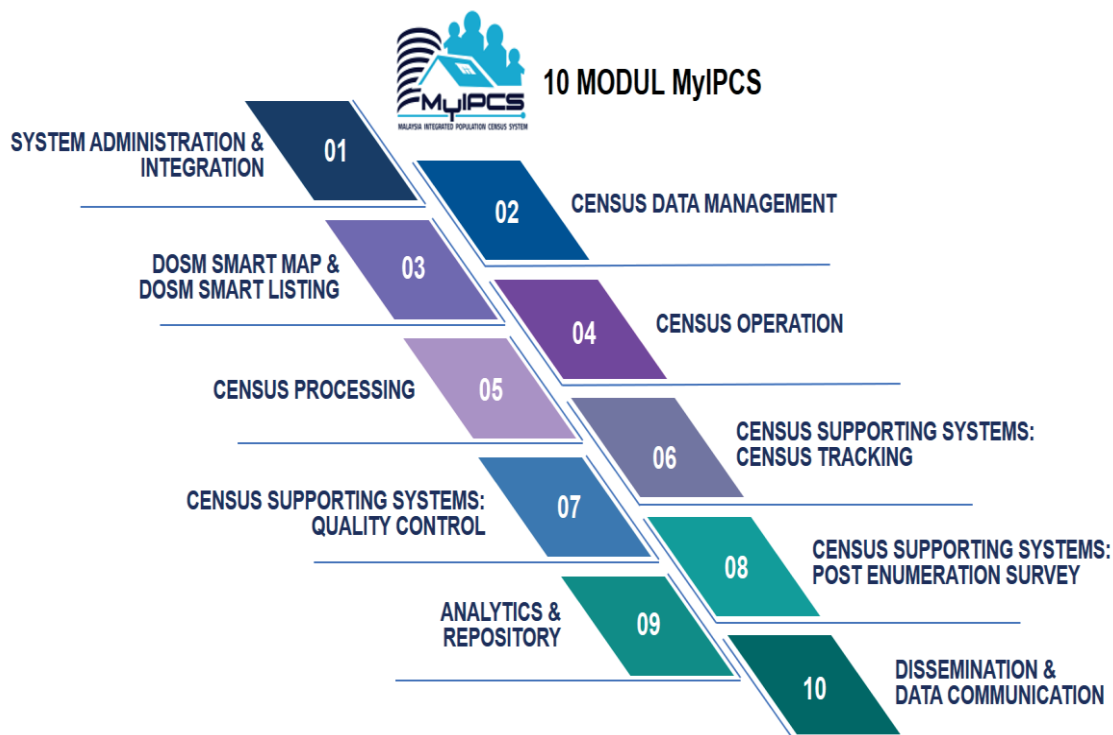 MyIPCS
MALAYSIA INTEGRATED POPULATION CENSUS SYSTEM
10 MODUL MyIPCS
SYSTEM ADMINISTRATION &
INTEGRATION
01
02
CENSUS DATA MANAGEMENT
DOSM SMART MAP &
DOSM SMART LISTING
03
04
CENSUS OPERATION
CENSUS PROCESSING
05
06
CENSUS SUPPORTING SYSTEMS:
CENSUS TRACKING
CENSUS SUPPORTING SYSTEMS:
QUALITY CONTROL
07
08
CENSUS SUPPORTING SYSTEMS:
POST ENUMERATION SURVEY
ANALYTICS &
REPOSITORY
09
10
DISSEMINATION &
DATA COMMUNICATION